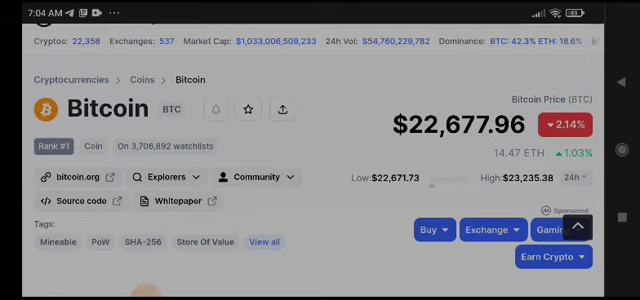 7:04 AM
Cryptos: 22,358 Exchanges: 537 Market Cap: $1,033,006,509,233 24h Vol: $54,760,229,782 Dominance: BTC: 42.3% ETH: 18.6%
Cryptocurrencies > Coins > Bitcoin
Bitcoin BTC
Bitcoin Price (BTC)
$22,677.96 2.14%
Rank #1 Coin On 3,706,892 watchlists
14.47 ETH 1.03%
bitcoin.org Explorers Community
Low:$22,671.73 High:$23,235.38 24h
Source code Whitepaper
Sponsored
Tags:
Buy Exchange Gaming
Mineable PoW SHA-256 Store Of Value View all
Earn Crypto